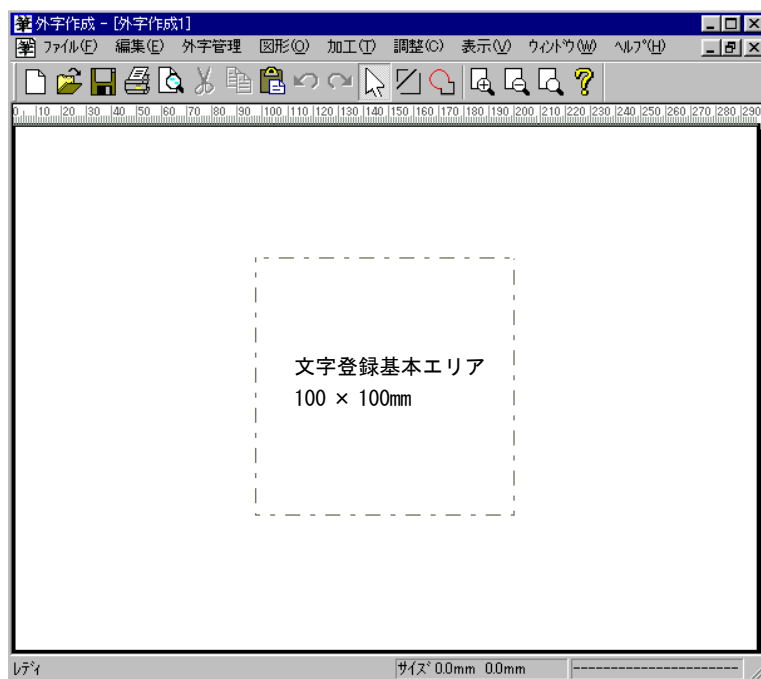 筆 外字作成 - [外字作成1]
筆 ﾌｧｲﾙ(F) 編集(E) 外字管理 図形(O) 加工(T) 調整(C) 表示(V) ｳｨﾝﾄﾞｳ(W) ﾍﾙﾌﾟ(H)
0 10 20 30 40 50 60 70 80 90 100 110 120 130 140 150 160 170 180 190 200 210 220 230 240 250 260 270 280 290
文字登録基本エリア
100 × 100mm
ﾚﾃﾞｨ ｻｲｽﾞ 0.0mm 0.0mm